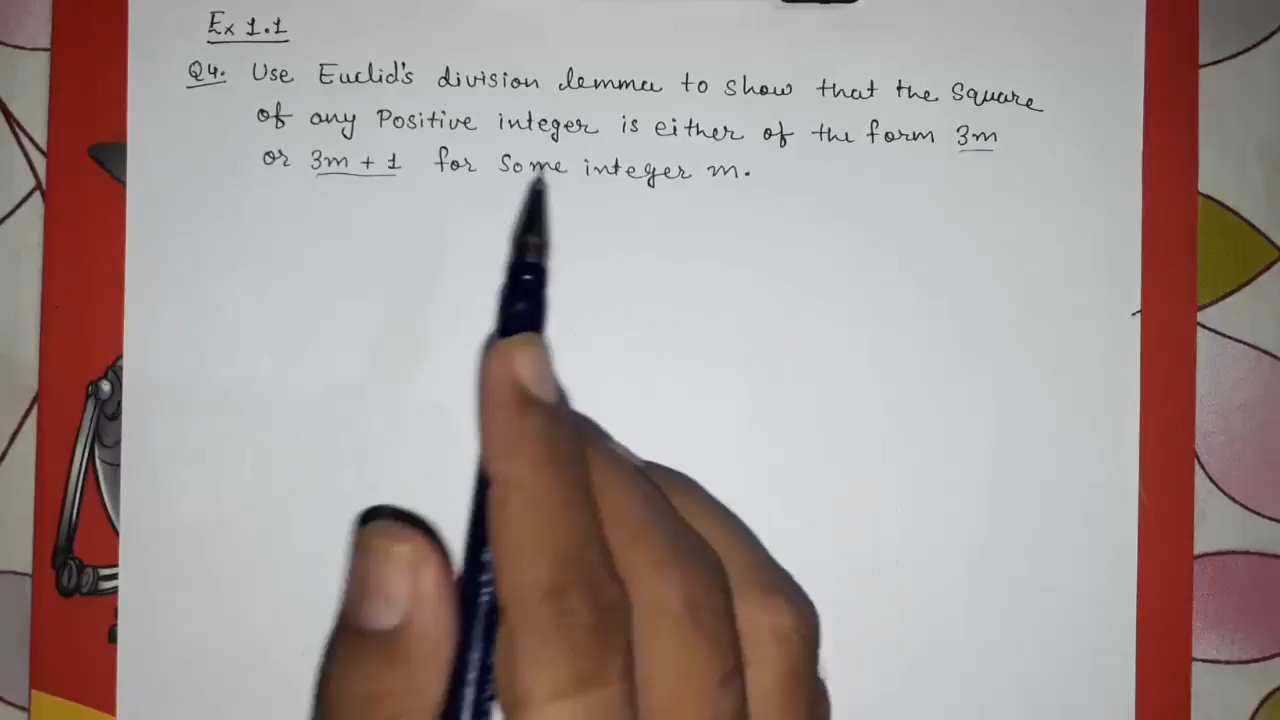 Ex 1.1
Q4. Use Euclid's division lemma to show that the square
of any Positive integer is either of the form 3m
or 3m + 1 for some integer m.